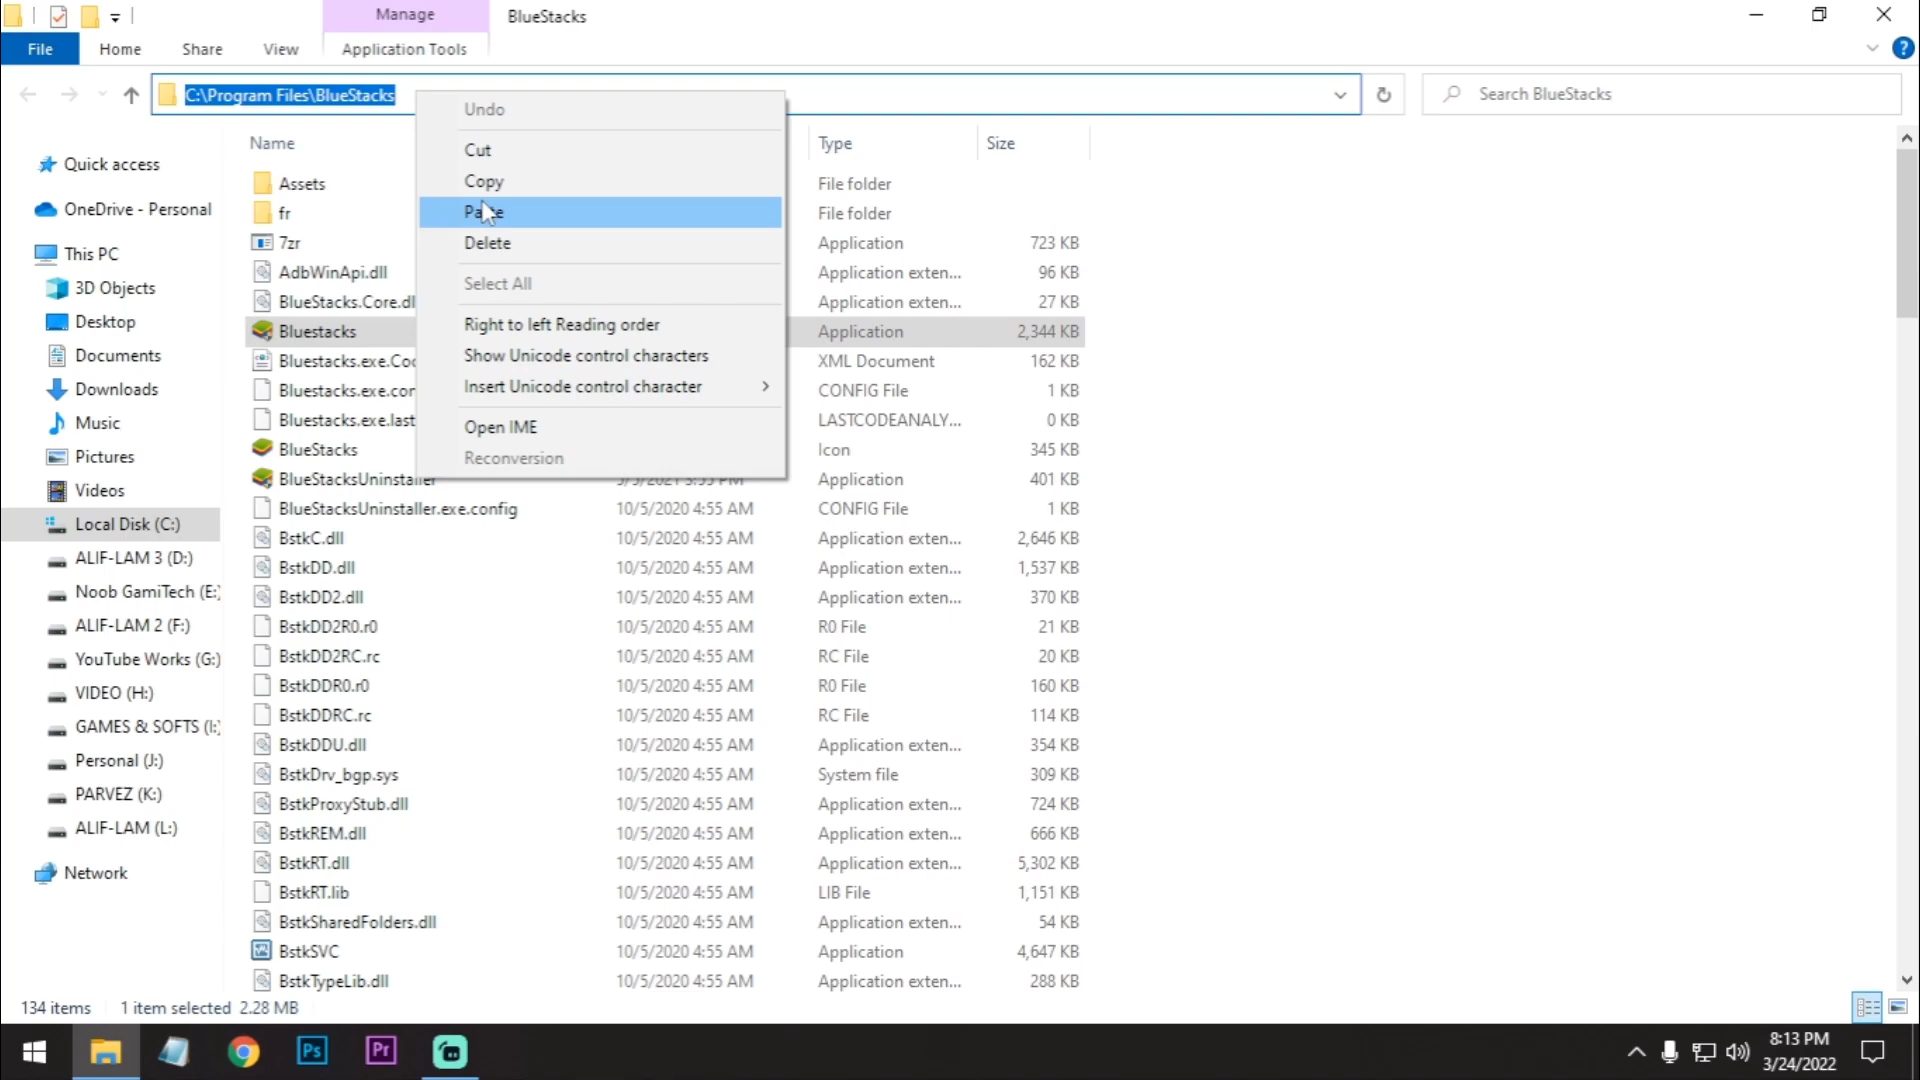 Manage
BlueStacks
File
Home
Share
View
Application Tools
C:\Program Files\BlueStacks
Search BlueStacks
Undo
Cut
Copy
Delete
Select All
Right to left Reading order
Show Unicode control characters
Insert Unicode control character
Open IME
Reconversion
Quick access
OneDrive - Personal
This PC
3D Objects
Desktop
Documents
Downloads
Music
Pictures
Videos
Local Disk (C:)
ALIF-LAM 3 (D:)
Noob GamiTech (E:)
ALIF-LAM 2 (F:)
YouTube Works (G:)
VIDEO (H:)
GAMES & SOFTS (I:)
Personal (J:)
PARVEZ (K:)
ALIF-LAM (L:)
Network
Name Type Size
Assets File folder
fr File folder
7zr Application 723 KB
AdbWinApi.dll Application exten... 96 KB
BlueStacks.Core.dl Application exten... 27 KB
Bluestacks Application 2,344 KB
Bluestacks.exe.Co XML Document 162 KB
Bluestacks.exe.con CONFIG File 1 KB
Bluestacks.exe.last LASTCODEANALY... 0 KB
BlueStacks Icon 345 KB
BlueStacksUninstaller Application 401 KB
BlueStacksUninstaller.exe.config 10/5/2020 4:55 AM CONFIG File 1 KB
BstkC.dll 10/5/2020 4:55 AM Application exten... 2,646 KB
BstkDD.dll 10/5/2020 4:55 AM Application exten... 1,537 KB
BstkDD2.dll 10/5/2020 4:55 AM Application exten... 370 KB
BstkDD2R0.r0 10/5/2020 4:55 AM R0 File 21 KB
BstkDD2RC.rc 10/5/2020 4:55 AM RC File 20 KB
BstkDDR0.r0 10/5/2020 4:55 AM R0 File 160 KB
BstkDDRC.rc 10/5/2020 4:55 AM RC File 114 KB
BstkDDU.dll 10/5/2020 4:55 AM Application exten... 354 KB
BstkDrv_bgp.sys 10/5/2020 4:55 AM System file 309 KB
BstkProxyStub.dll 10/5/2020 4:55 AM Application exten... 724 KB
BstkREM.dll 10/5/2020 4:55 AM Application exten... 666 KB
BstkRT.dll 10/5/2020 4:55 AM Application exten... 5,302 KB
BstkRT.lib 10/5/2020 4:55 AM LIB File 1,151 KB
BstkSharedFolders.dll 10/5/2020 4:55 AM Application exten... 54 KB
BstkSVC 10/5/2020 4:55 AM Application 4,647 KB
BstkTypeLib.dll 10/5/2020 4:55 AM Application exten... 288 KB
134 items 1 item selected 2.28 MB
Ps
Pr
8:13 PM
3/24/2022